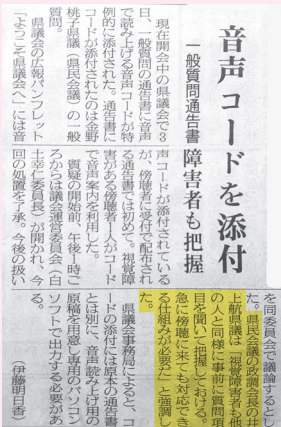 音声コードを添付
一般質問通告書 障害者も把握
現在開会中の県議会で3
日、一般質問の通告書に音声
で読み上げる音声コードが特
例的に添付された。通告書に
コードが添付されたのは金野
桃子県議（県民会議）の一般
質問。
県議会の広報パンフレット
「ようこそ県議会へ」には音
声コードが添付されている
が、傍聴者に受付で配布され
る通告書では初めて。視覚障
害がある傍聴者1人がコード
で音声案内を利用した。
質疑の開始前、午後1時ご
ろからは議会運営委員会（白
土幸仁委員長）が開かれ、今
回の処置を了承。今後の扱い
を同委員会で議論するとし
た。県民会議の政調会長の井
上航県議は「視覚障害者も他
の人と同様に事前に質問項
目を聞いて把握しておける。
急に傍聴に来ても対応でき
る仕組みが必要だ」と強調し
た。
県議会事務局によると、コ
ードの添付には原本の通告書
とは別に、音声読み上げ用の
原稿を用意し専用のパソコン
ソフトで出力する必要があ
る。
（伊藤明日香）